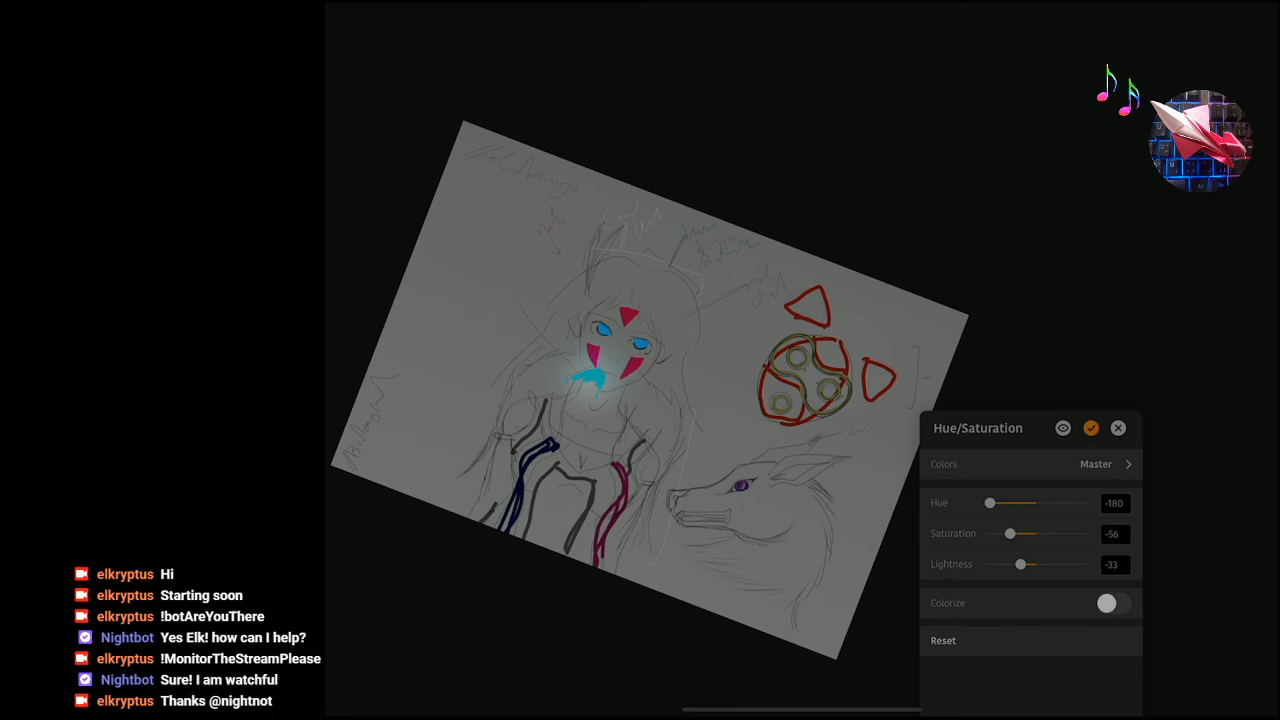 Hue/Saturation
Colors Master
Hue -180
Saturation -56
Lightness -33
Colorize
Reset
elkryptus Hi
elkryptus Starting soon
elkryptus !botAreYouThere
Nightbot Yes Elk! how can I help?
elkryptus !MonitorTheStreamPlease
Nightbot Sure! I am watchful
elkryptus Thanks @nightnot